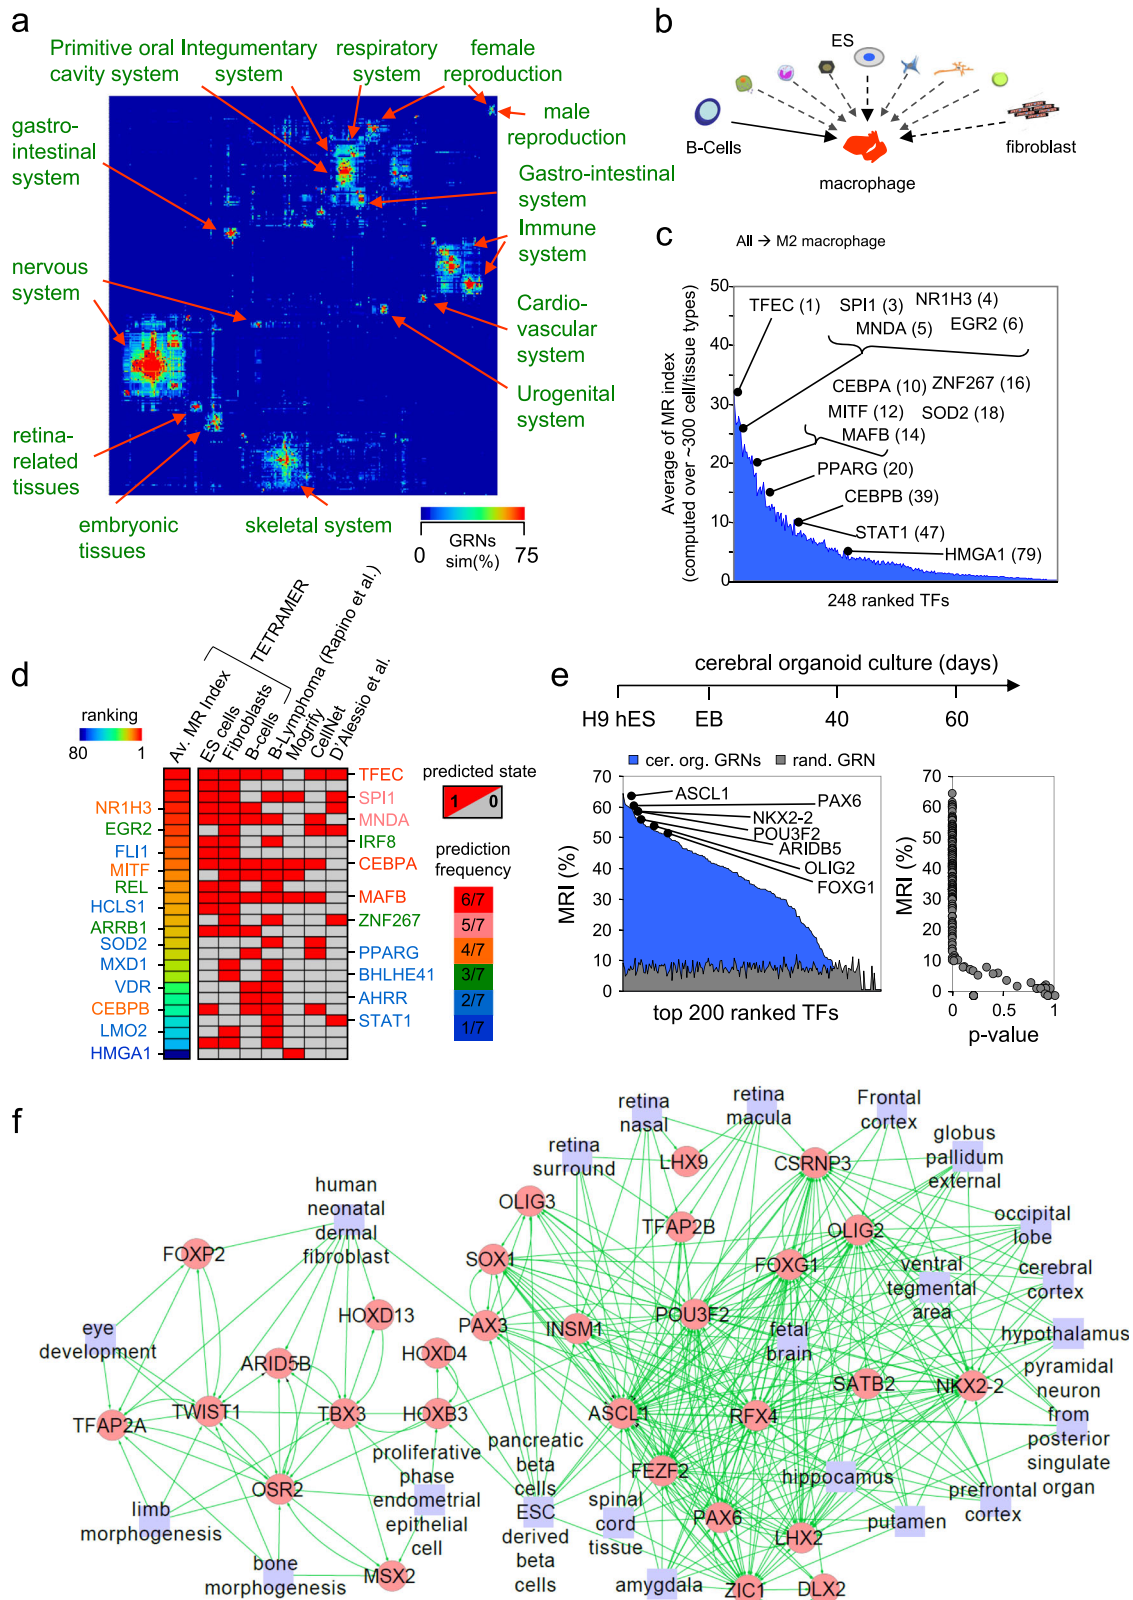 a
Primitive oral
cavity system
Integumentary
system
respiratory
system
female
reproduction
male
reproduction
gastro-
intestinal
system
Gastro-intestinal
system
Immune
system
nervous
system
Cardio-
vascular
system
Urogenital
system
retina-
related
tissues
embryonic
tissues
skeletal system
GRNs
sim(%)
0
75
b
ES
B-Cells
fibroblast
macrophage
c
All → M2 macrophage
Average of MR index
(computed over ~300 cell/tissue types)
50
40
30
20
10
0
TFEC (1)
SPI1 (3)
NR1H3 (4)
MNDA (5)
EGR2 (6)
CEBPA (10)
ZNF267 (16)
MITF (12)
SOD2 (18)
MAFB (14)
PPARG (20)
CEBPB (39)
STAT1 (47)
HMGA1 (79)
248 ranked TFs
d
ranking
80
1
TETRAMER
Av. MR Index
ES cells
Fibroblasts
B-cells
B-Lymphoma (Rapino et al.)
Mogrify
CellNet
D'Alessio et al.
NR1H3
EGR2
FLI1
MITF
REL
HCLS1
ARRB1
SOD2
MXD1
VDR
CEBPB
LMO2
HMGA1
TFEC
SPI1
MNDA
IRF8
CEBPA
MAFB
ZNF267
PPARG
BHLHE41
AHRR
STAT1
predicted state
1
0
prediction
frequency
6/7
5/7
4/7
3/7
2/7
1/7
e
cerebral organoid culture (days)
H9 hES
EB
40
60
cer. org. GRNs
rand. GRN
MRI (%)
70
60
50
40
30
20
10
0
ASCL1
PAX6
NKX2-2
POU3F2
ARIDB5
OLIG2
FOXG1
top 200 ranked TFs
MRI (%)
70
60
50
40
30
20
10
0
0
0.5
1
p-value
f
retina
nasal
retina
macula
Frontal
cortex
retina
surround
globus
pallidum
external
human
neonatal
dermal
fibroblast
LHX9
CSRNP3
OLIG3
TFAP2B
OLIG2
occipital
lobe
FOXP2
SOX1
FOXG1
ventral
tegmental
area
cerebral
cortex
HOXD13
PAX3
INSM1
POU3F2
fetal
brain
hypothalamus
eye
development
ARID5B
HOXD4
SATB2
NKX2-2
pyramidal
neuron
from
posterior
singulate
organ
TFAP2A
TWIST1
TBX3
HOXB3
ASCL1
RFX4
proliferative
phase
endometrial
epithelial
cell
pancreatic
beta
cells
FEZF2
hippocamus
OSR2
limb
morphogenesis
ESC
derived
beta
cells
spinal
cord
tissue
PAX6
LHX2
putamen
prefrontal
cortex
bone
morphogenesis
MSX2
amygdala
ZIC1
DLX2